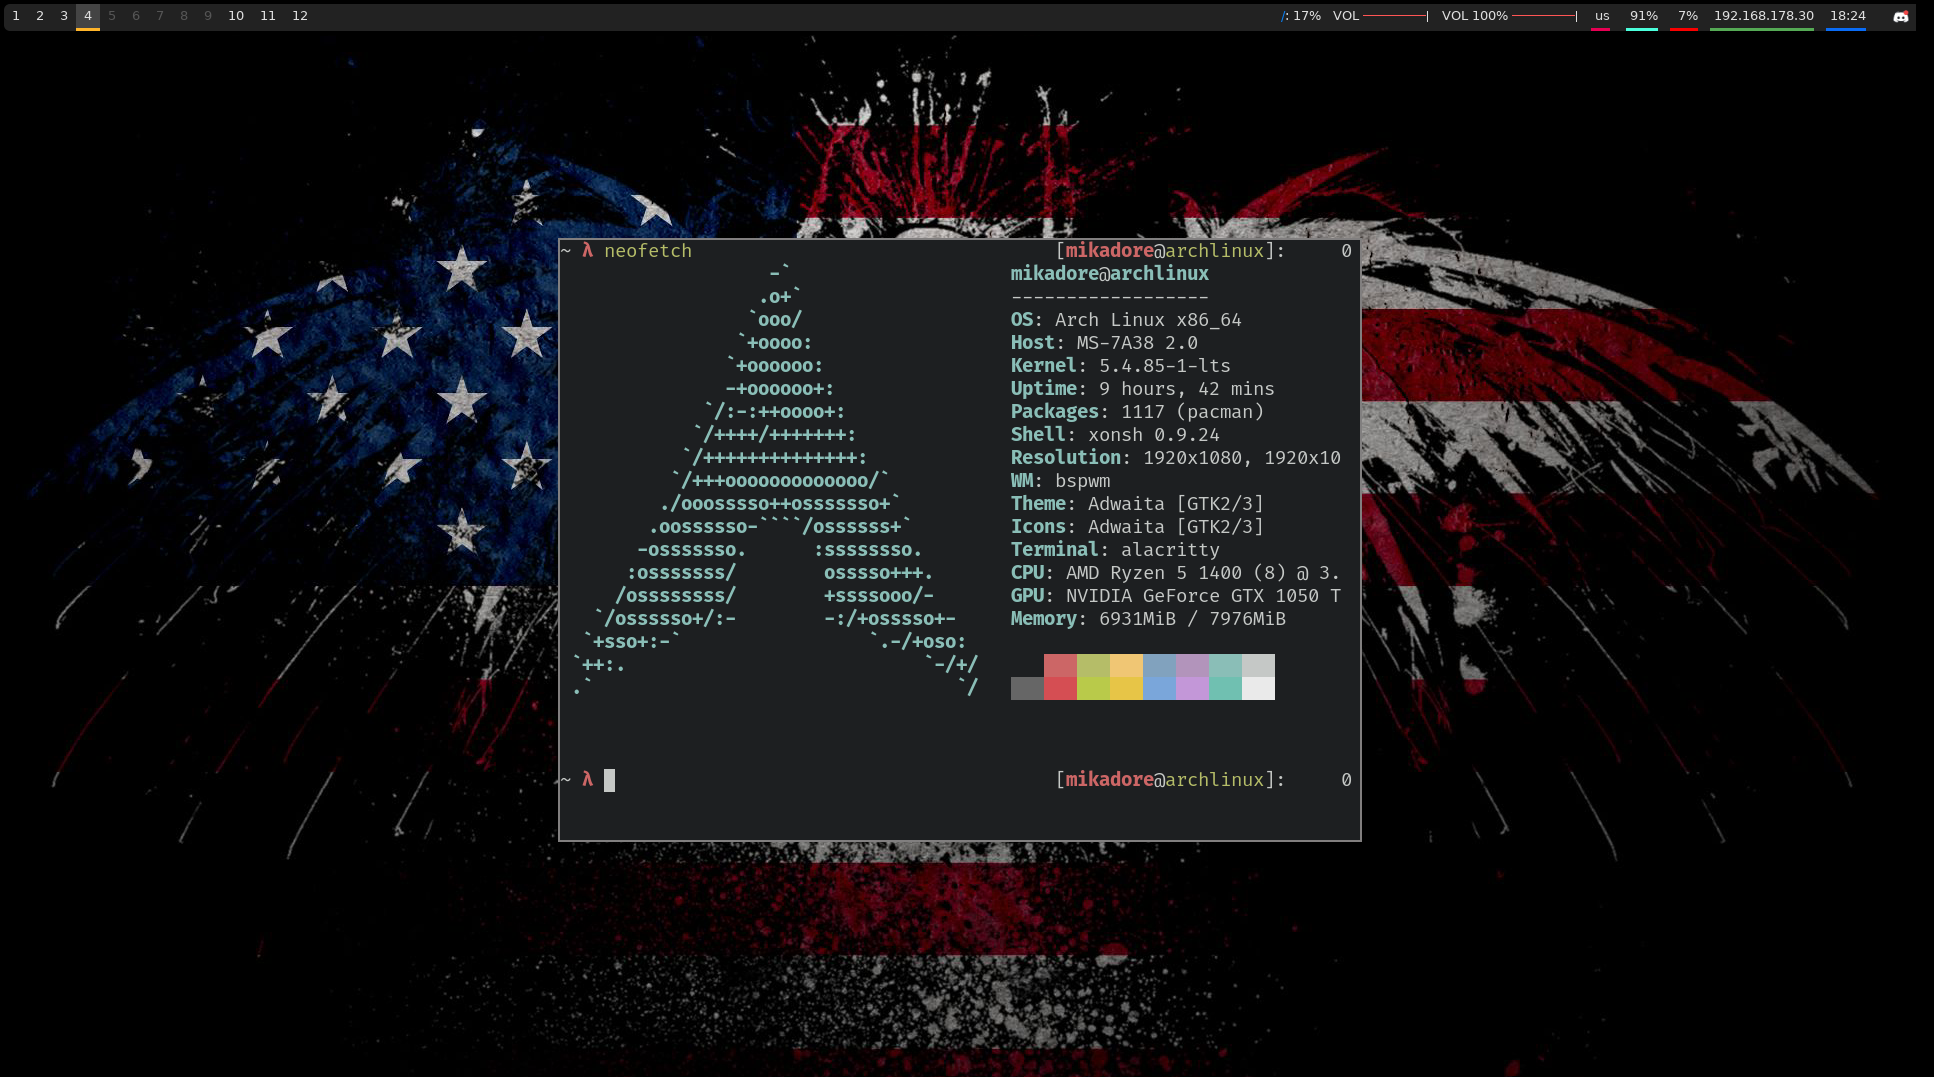 1 2 3 4 5 6 7 8 9 10 11 12 /: 17% VOL VOL 100% us 91% 7% 192.168.178.30 18:24
~ λ neofetch [mikadore@archlinux]: 0
-` mikadore@archlinux
.o+` ------------------
`ooo/ OS: Arch Linux x86_64
`+oooo: Host: MS-7A38 2.0
`+oooooo: Kernel: 5.4.85-1-lts
-+oooooo+: Uptime: 9 hours, 42 mins
`/:-:++oooo+: Packages: 1117 (pacman)
`/++++/+++++++: Shell: xonsh 0.9.24
`/++++++++++++++: Resolution: 1920x1080, 1920x10
`/+++ooooooooooooo/` WM: bspwm
./ooosssso++osssssso+` Theme: Adwaita [GTK2/3]
.oossssso-````/ossssss+` Icons: Adwaita [GTK2/3]
-osssssso. :ssssssso. Terminal: alacritty
:osssssss/ osssso+++. CPU: AMD Ryzen 5 1400 (8) @ 3.
/ossssssss/ +ssssooo/- GPU: NVIDIA GeForce GTX 1050 T
`/ossssso+/:- -:/+osssso+- Memory: 6931MiB / 7976MiB
`+sso+:-` `.-/+oso:
`++:. `-/+/
.` `/
~ λ [mikadore@archlinux]: 0